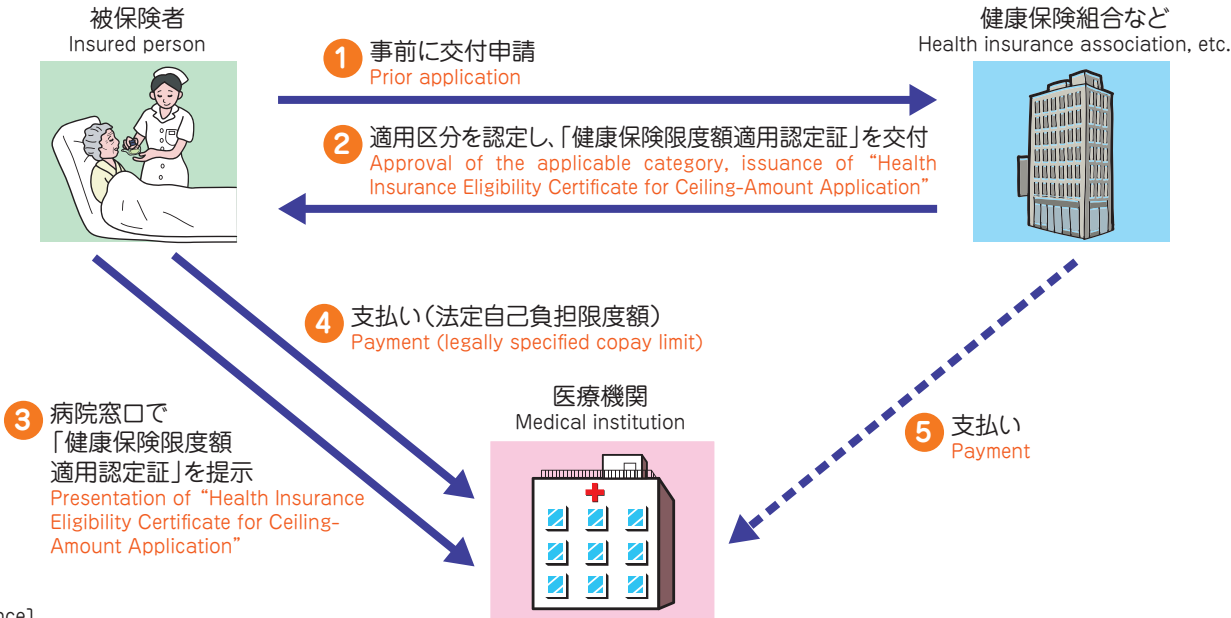 被保険者
Insured person
健康保険組合など
Health insurance association, etc.
1 事前に交付申請
Prior application
2 適用区分を認定し、「健康保険限度額適用認定証」を交付
Approval of the applicable category, issuance of “Health
Insurance Eligibility Certificate for Ceiling-Amount Application”
4 支払い（法定自己負担限度額）
Payment (legally specified copay limit)
3 病院窓口で
「健康保険限度額
適用認定証」を提示
Presentation of “Health Insurance
Eligibility Certificate for Ceiling-
Amount Application”
医療機関
Medical institution
5 支払い
Payment